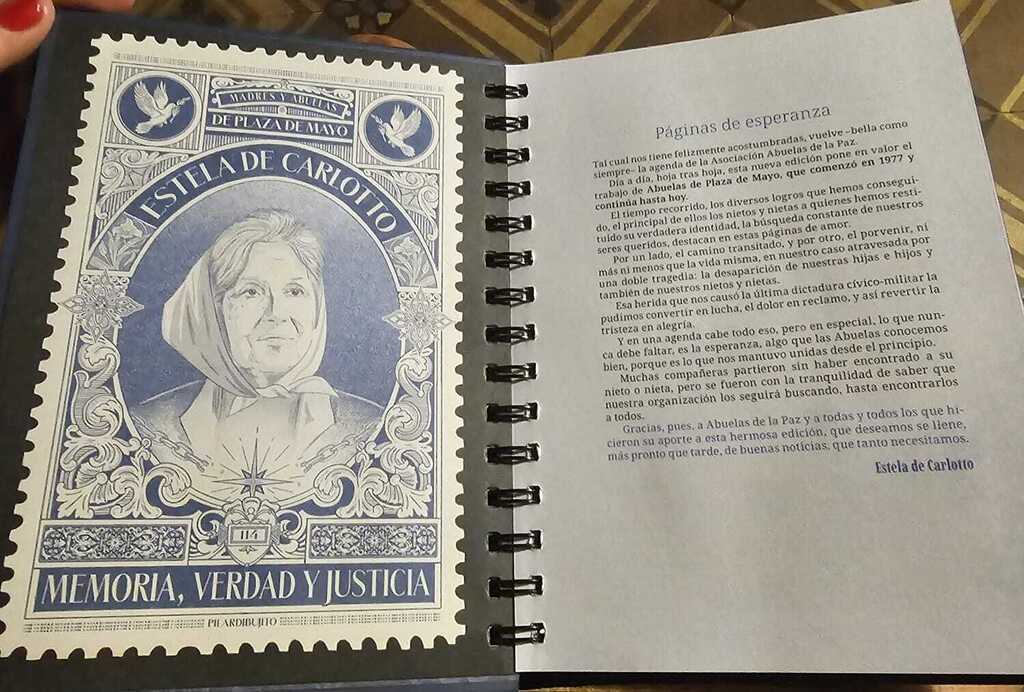 MADRES Y ABUELAS
DE PLAZA DE MAYO
ESTELA DE CARLOTTO
114
MEMORIA, VERDAD Y JUSTICIA
PILARDIBUJITO
Páginas de esperanza
Tal cual nos tiene felizmente acostumbradas, vuelve –bella como
siempre– la agenda de la Asociación Abuelas de la Paz.
Día a día, hoja tras hoja, esta nueva edición pone en valor el
trabajo de Abuelas de Plaza de Mayo, que comenzó en 1977 y
continúa hasta hoy.
El tiempo recorrido, los diversos logros que hemos consegui-
do, el principal de ellos los nietos y nietas a quienes hemos resti-
tuido su verdadera identidad, la búsqueda constante de nuestros
seres queridos, destacan en estas páginas de amor.
Por un lado, el camino transitado, y por otro, el porvenir, ni
más ni menos que la vida misma, en nuestro caso atravesada por
una doble tragedia: la desaparición de nuestras hijas e hijos y
también de nuestros nietos y nietas.
Esa herida que nos causó la última dictadura cívico-militar la
pudimos convertir en lucha, el dolor en reclamo, y así revertir la
tristeza en alegría.
Y en una agenda cabe todo eso, pero en especial, lo que nun-
ca debe faltar, es la esperanza, algo que las Abuelas conocemos
bien, porque es lo que nos mantuvo unidas desde el principio.
Muchas compañeras partieron sin haber encontrado a su
nieto o nieta, pero se fueron con la tranquilidad de saber que
nuestra organización los seguirá buscando, hasta encontrarlos
a todos.
Gracias, pues, a Abuelas de la Paz y a todas y todos los que hi-
cieron su aporte a esta hermosa edición, que deseamos se llene,
más pronto que tarde, de buenas noticias, que tanto necesitamos.
Estela de Carlotto